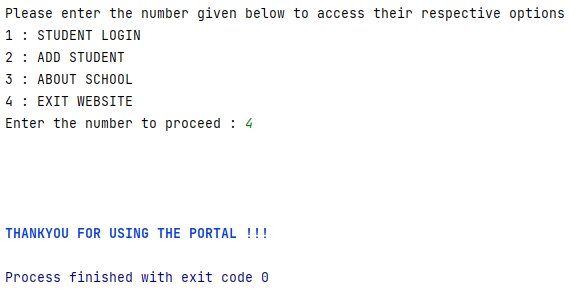 Please enter the number given below to access their respective options
1 : STUDENT LOGIN
2 : ADD STUDENT
3 : ABOUT SCHOOL
4 : EXIT WEBSITE
Enter the number to proceed : 4
THANKYOU FOR USING THE PORTAL !!!
Process finished with exit code 0